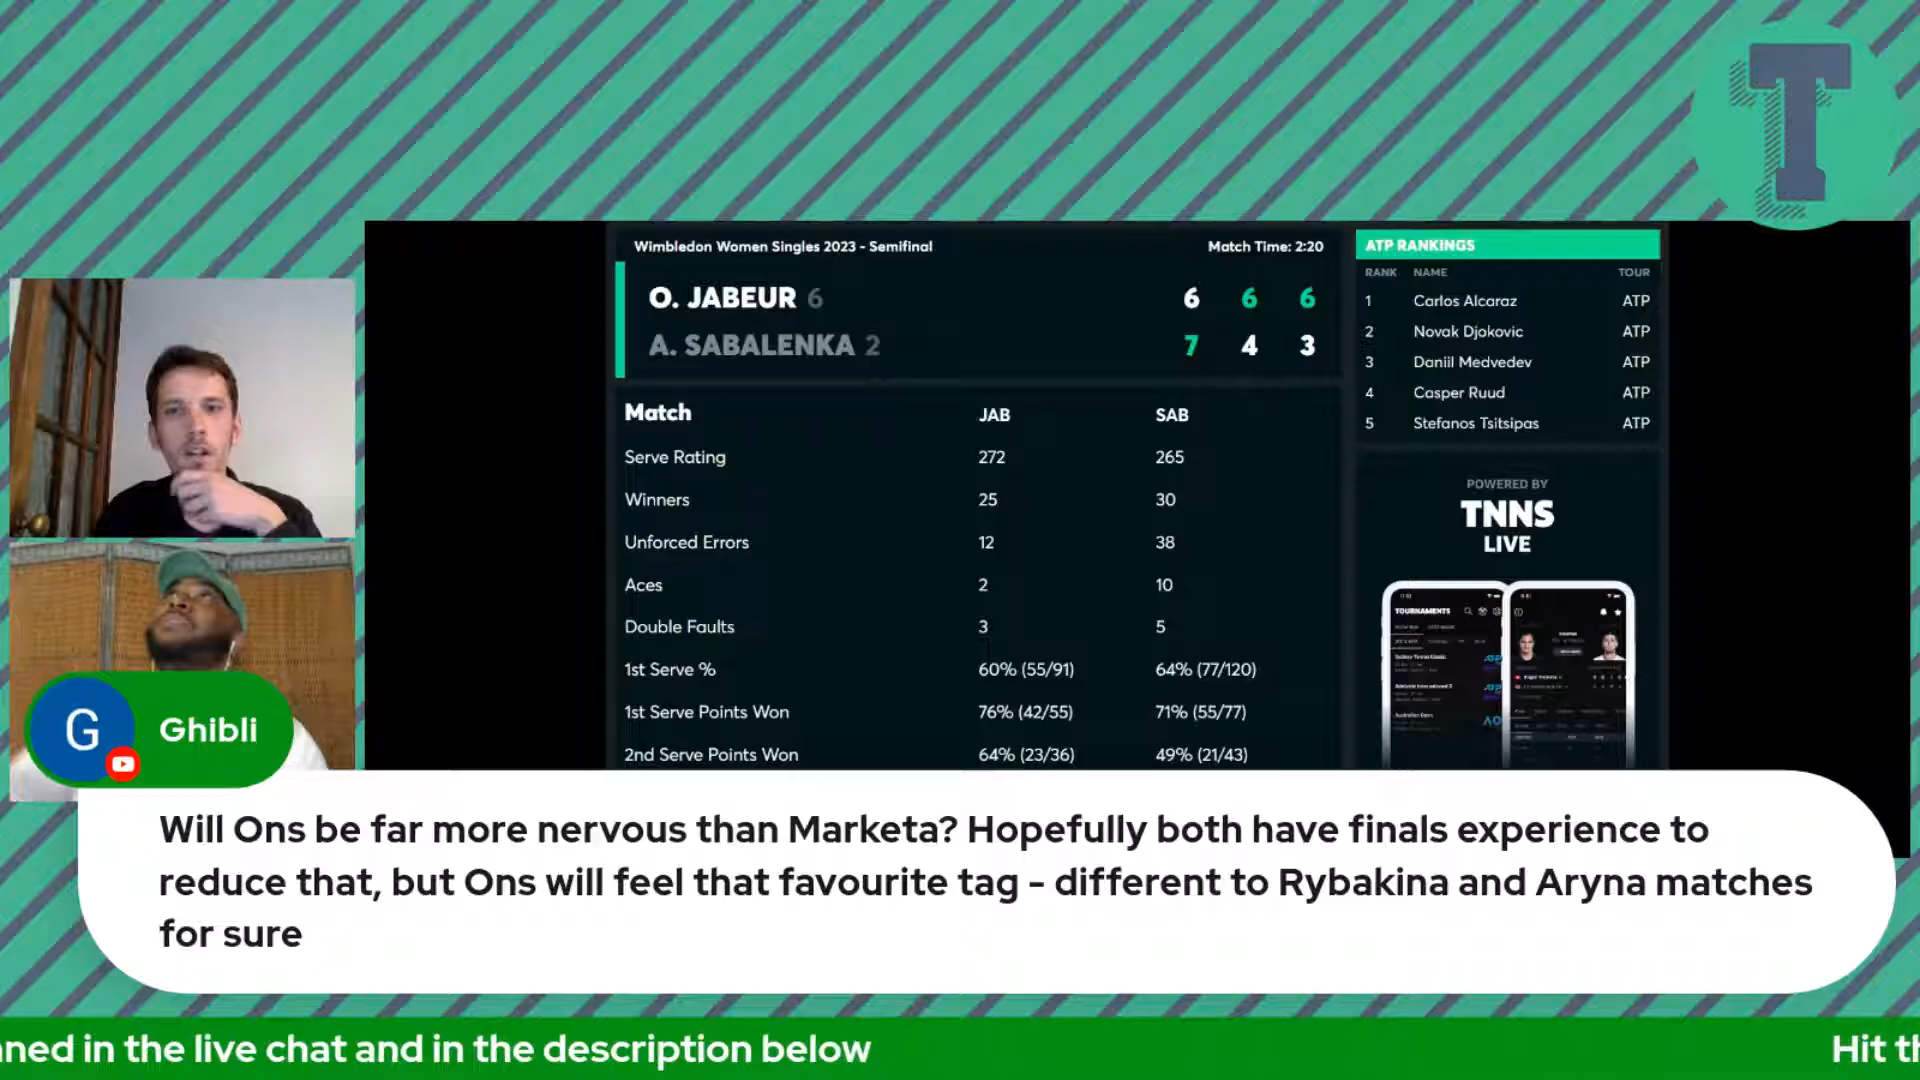 T
Wimbledon Women Singles 2023 - Semifinal
Match Time: 2:20
O. JABEUR 6 6 6 6
A. SABALENKA 2 7 4 3
Match JAB SAB
Serve Rating 272 265
Winners 25 30
Unforced Errors 12 38
Aces 2 10
Double Faults 3 5
1st Serve % 60% (55/91) 64% (77/120)
1st Serve Points Won 76% (42/55) 71% (55/77)
2nd Serve Points Won 64% (23/36) 49% (21/43)
ATP RANKINGS
RANK NAME TOUR
1 Carlos Alcaraz ATP
2 Novak Djokovic ATP
3 Daniil Medvedev ATP
4 Casper Ruud ATP
5 Stefanos Tsitsipas ATP
POWERED BY
TNNS
LIVE
TOURNAMENTS
G
Ghibli
Will Ons be far more nervous than Marketa? Hopefully both have finals experience to
reduce that, but Ons will feel that favourite tag - different to Rybakina and Aryna matches
for sure
nned in the live chat and in the description below
Hit th